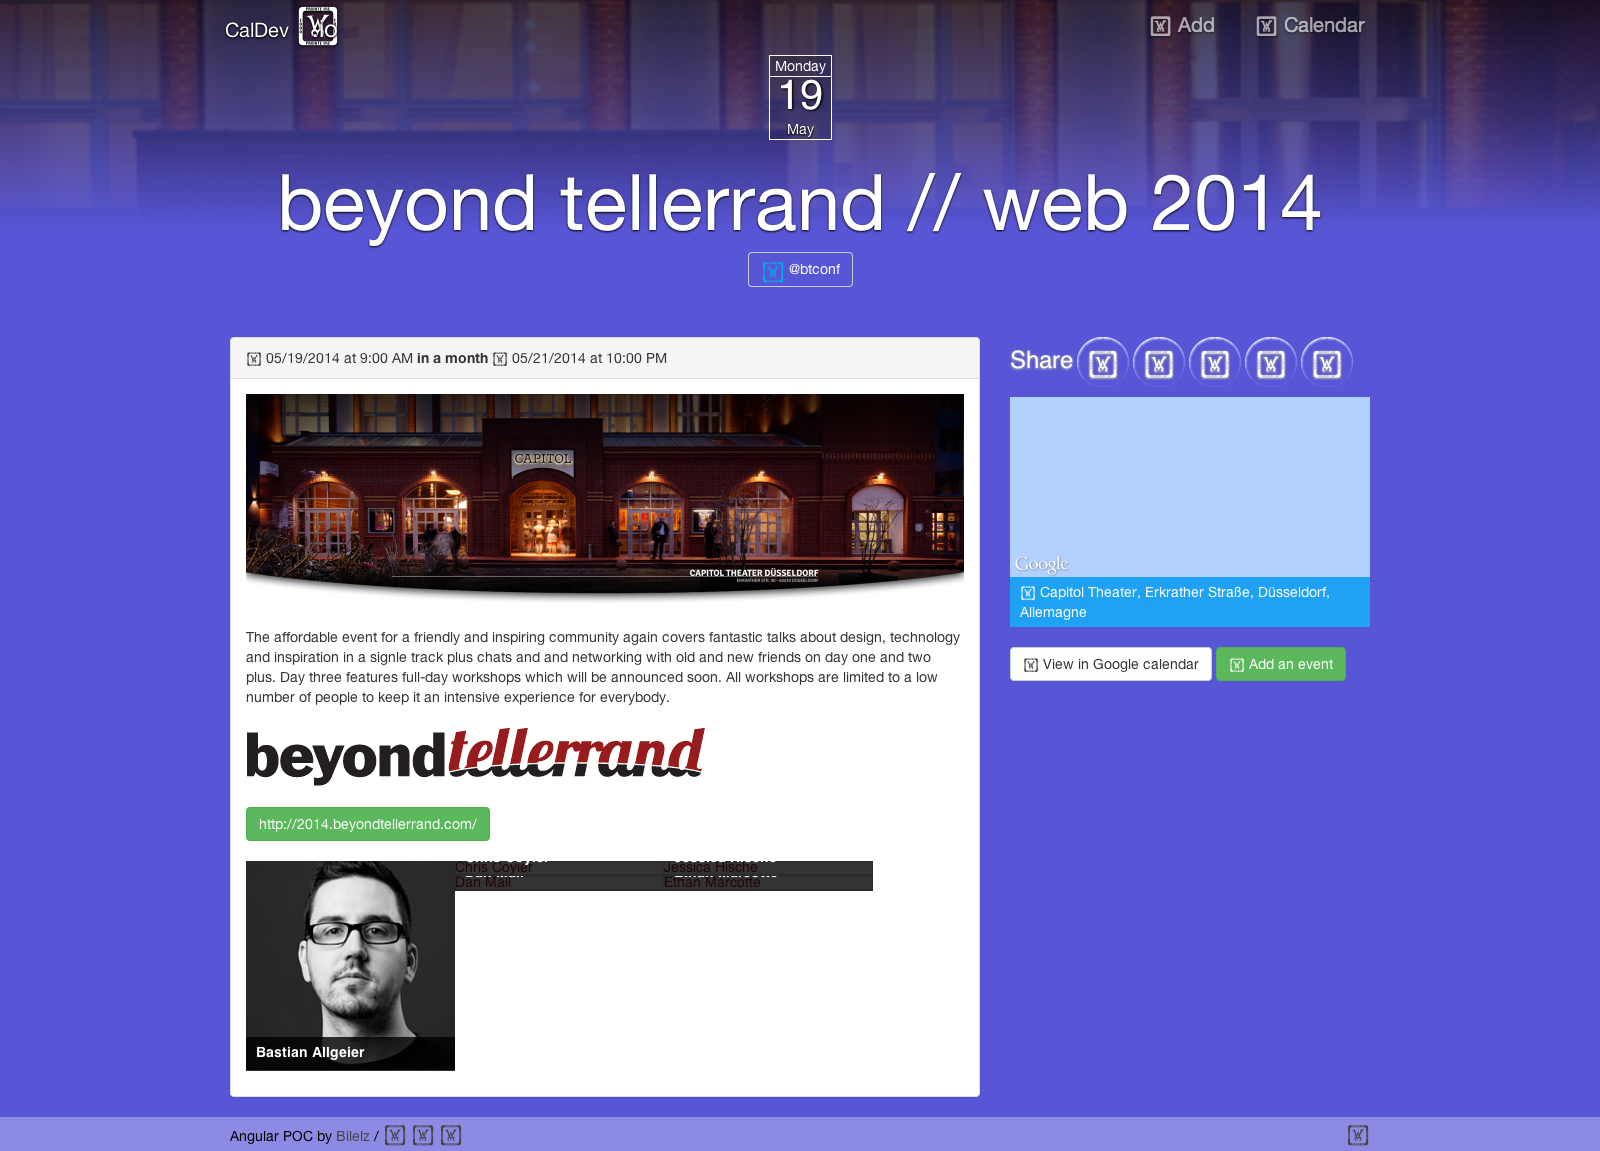 CalDev
Add
Calendar
Monday
19
May
beyond tellerrand // web 2014
@btconf
05/19/2014 at 9:00 AM in a month 05/21/2014 at 10:00 PM
CAPITOL
CAPITOL THEATER DÜSSELDORF
ERKRATHER STR. 30 · 40233 DÜSSELDORF
The affordable event for a friendly and inspiring community again covers fantastic talks about design, technology
and inspiration in a signle track plus chats and and networking with old and new friends on day one and two
plus. Day three features full-day workshops which will be announced soon. All workshops are limited to a low
number of people to keep it an intensive experience for everybody.
beyondtellerrand
http://2014.beyondtellerrand.com/
Chris Coyier
Jessica Hische
Dan Mall
Ethan Marcotte
Bastian Allgeier
Share
Google
Capitol Theater, Erkrather Straße, Düsseldorf,
Allemagne
View in Google calendar
Add an event
Angular POC by Bilelz /